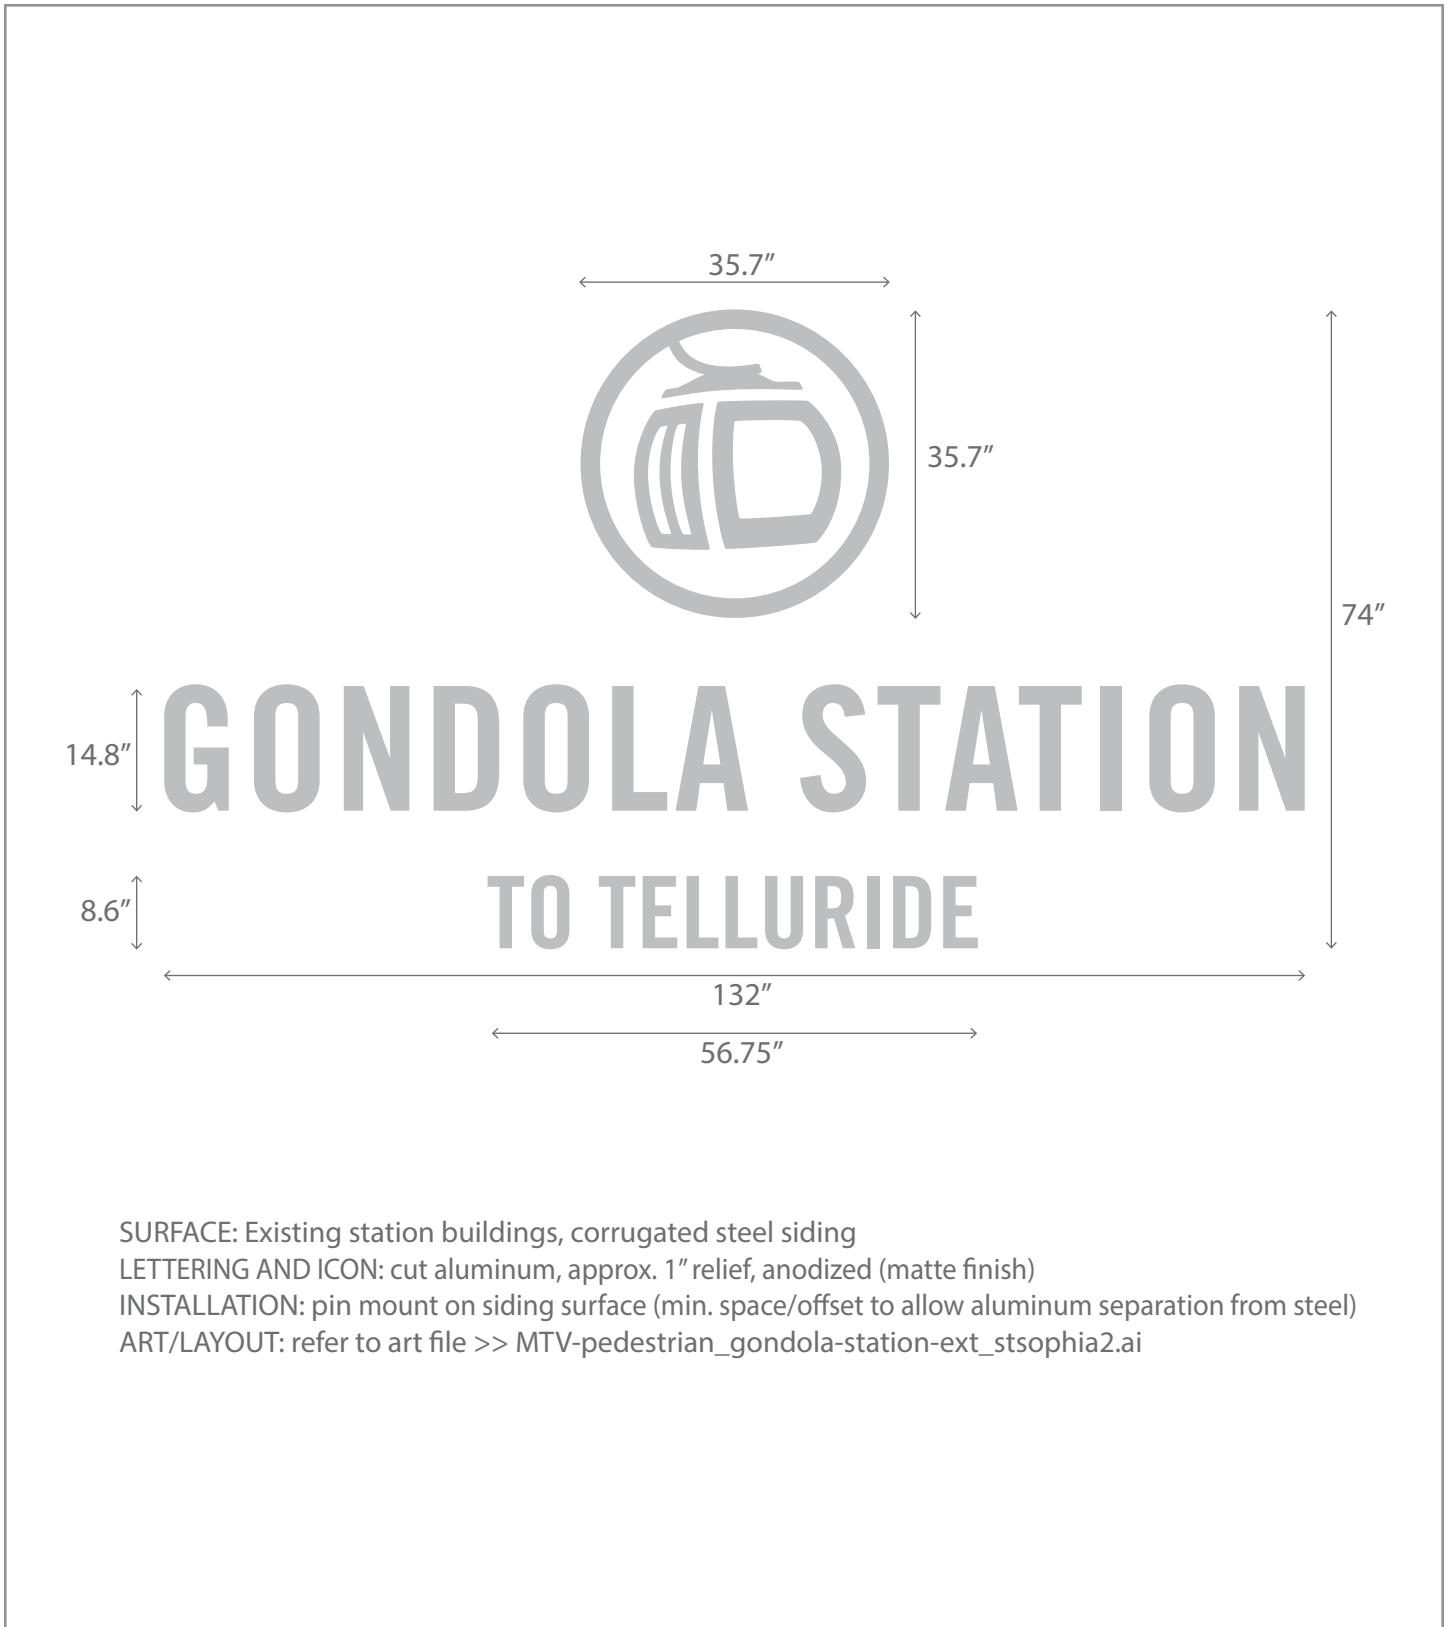 35.7”
35.7”
74”
GONDOLA STATION
14.8”
TO TELLURIDE
8.6”
132”
56.75”
SURFACE: Existing station buildings, corrugated steel siding
LETTERING AND ICON: cut aluminum, approx. 1” relief, anodized (matte finish)
INSTALLATION: pin mount on siding surface (min. space/offset to allow aluminum separation from steel)
ART/LAYOUT: refer to art file >> MTV-pedestrian_gondola-station-ext_stsophia2.ai